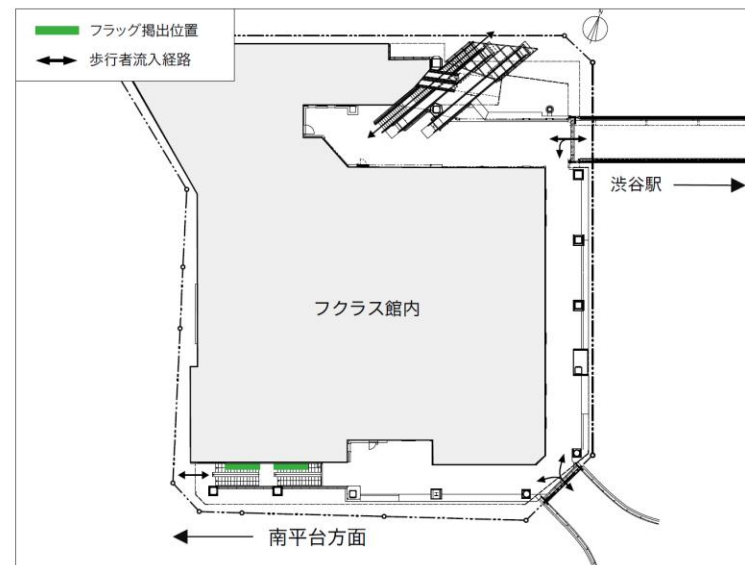 フラッグ掲出位置
歩行者流入経路
N
渋谷駅
フクラス館内
南平台方面